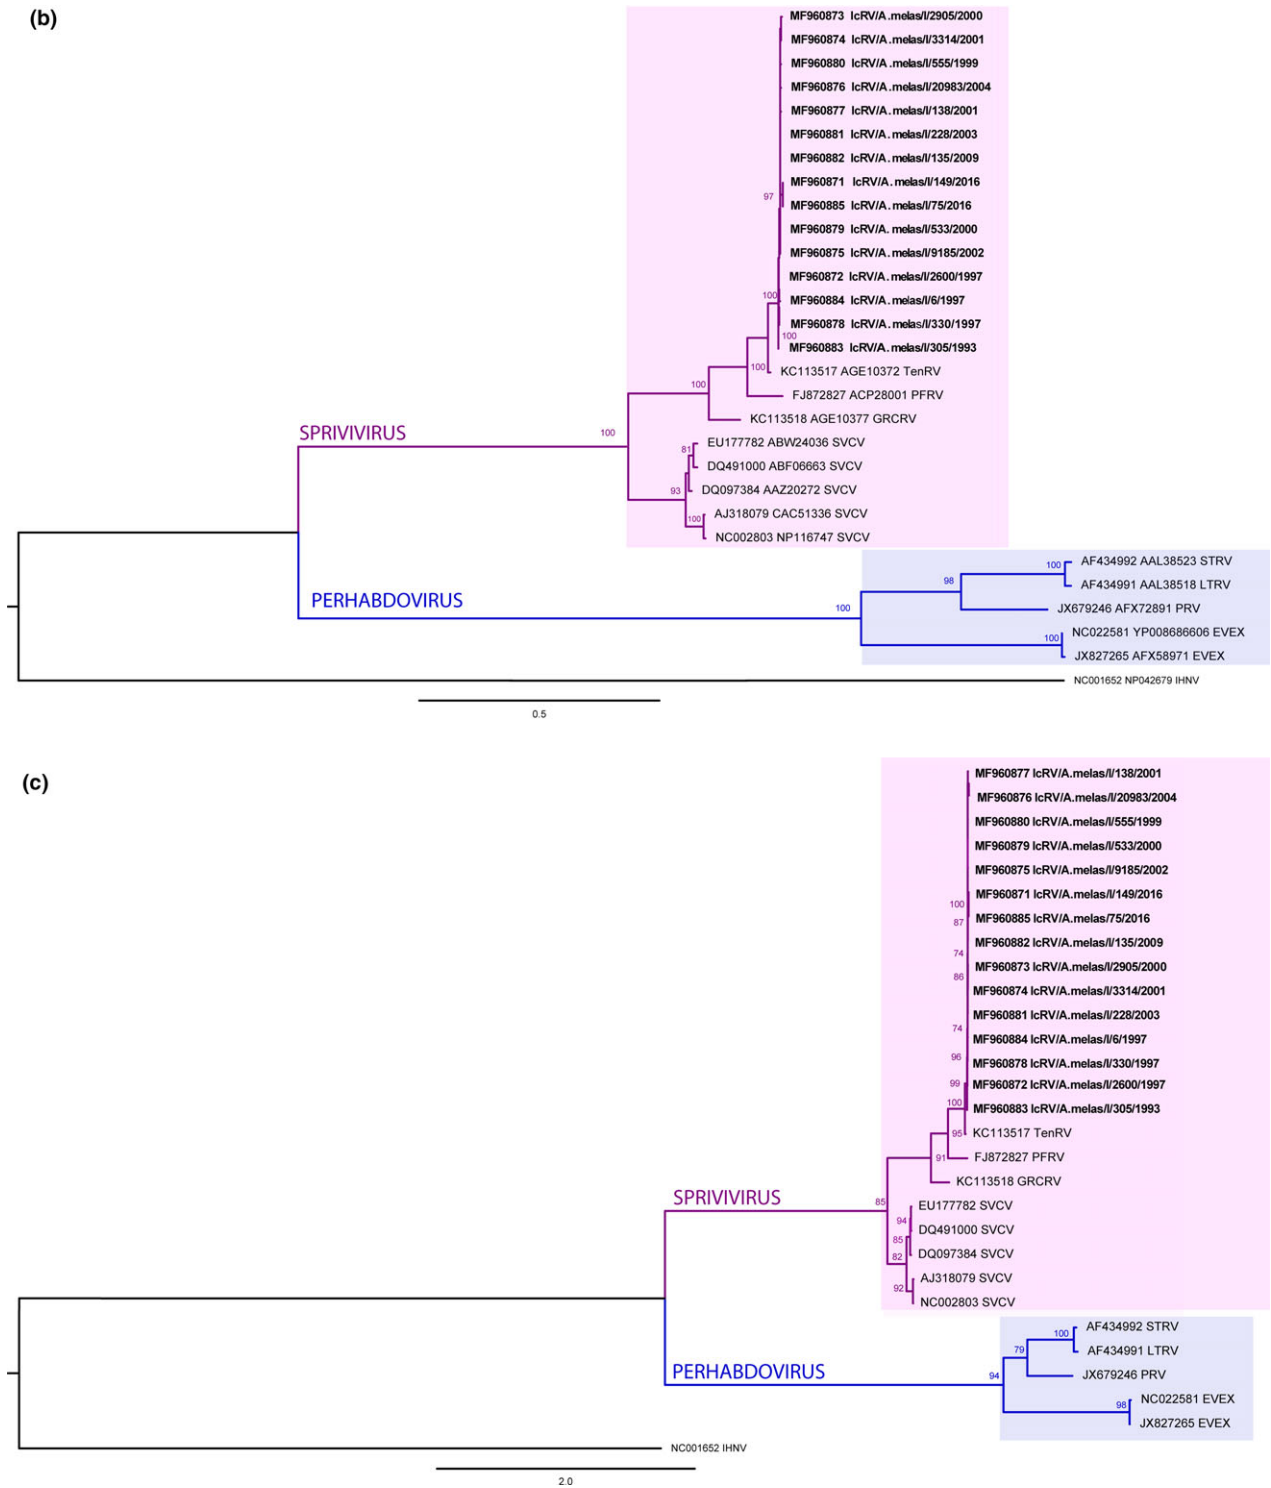 (b)
MF960873 IcRV/A.melas/I/2905/2000
MF960874 IcRV/A.melas/I/3314/2001
MF960880 IcRV/A.melas/I/555/1999
MF960876 IcRV/A.melas/I/20983/2004
MF960877 IcRV/A.melas/I/138/2001
MF960881 IcRV/A.melas/I/228/2003
MF960882 IcRV/A.melas/I/135/2009
MF960871 IcRV/A.melas/I/149/2016
97
MF960885 IcRV/A.melas/I/75/2016
MF960879 IcRV/A.melas/I/533/2000
MF960875 IcRV/A.melas/I/9185/2002
MF960872 IcRV/A.melas/I/2600/1997
100
MF960884 IcRV/A.melas/I/6/1997
MF960878 IcRV/A.melas/I/330/1997
100
MF960883 IcRV/A.melas/I/305/1993
100
KC113517 AGE10372 TenRV
100
FJ872827 ACP28001 PFRV
KC113518 AGE10377 GRCRV
SPRIVIVIRUS
100
EU177782 ABW24036 SVCV
81
DQ491000 ABF06663 SVCV
93
DQ097384 AAZ20272 SVCV
AJ318079 CAC51336 SVCV
100
NC002803 NP116747 SVCV
100
AF434992 AAL38523 STRV
98
AF434991 AAL38518 LTRV
PERHABDOVIRUS
100
JX679246 AFX72891 PRV
NC022581 YP008686606 EVEX
100
JX827265 AFX58971 EVEX
NC001652 NP042679 IHNV
0.5
(c)
MF960877 IcRV/A.melas/I/138/2001
MF960876 IcRV/A.melas/I/20983/2004
MF960880 IcRV/A.melas/I/555/1999
MF960879 IcRV/A.melas/I/533/2000
MF960875 IcRV/A.melas/I/9185/2002
MF960871 IcRV/A.melas/I/149/2016
100
87
MF960885 IcRV/A.melas/75/2016
MF960882 IcRV/A.melas/I/135/2009
74
MF960873 IcRV/A.melas/I/2905/2000
86
MF960874 IcRV/A.melas/I/3314/2001
MF960881 IcRV/A.melas/I/228/2003
74
MF960884 IcRV/A.melas/I/6/1997
96
MF960878 IcRV/A.melas/I/330/1997
99
MF960872 IcRV/A.melas/I/2600/1997
100
MF960883 IcRV/A.melas/I/305/1993
95
KC113517 TenRV
91
FJ872827 PFRV
KC113518 GRCRV
SPRIVIVIRUS
85
EU177782 SVCV
94
DQ491000 SVCV
85
82
DQ097384 SVCV
AJ318079 SVCV
92
NC002803 SVCV
AF434992 STRV
100
79
AF434991 LTRV
PERHABDOVIRUS
94
JX679246 PRV
NC022581 EVEX
98
JX827265 EVEX
NC001652 IHNV
2.0